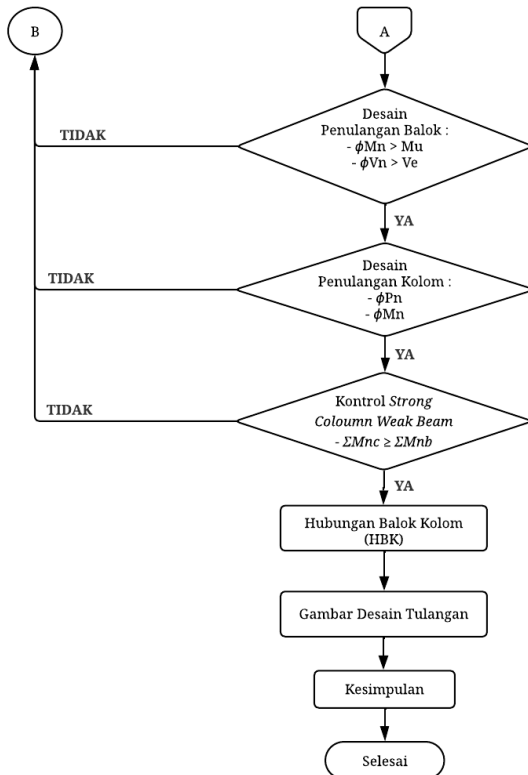 B
A
Desain
Penulangan Balok :
- ϕMn > Mu
- ϕVn > Ve
TIDAK
YA
Desain
Penulangan Kolom :
- ϕPn
- ϕMn
TIDAK
YA
Kontrol Strong
Coloumn Weak Beam
- ΣMnc ≥ ΣMnb
TIDAK
YA
Hubungan Balok Kolom
(HBK)
Gambar Desain Tulangan
Kesimpulan
Selesai